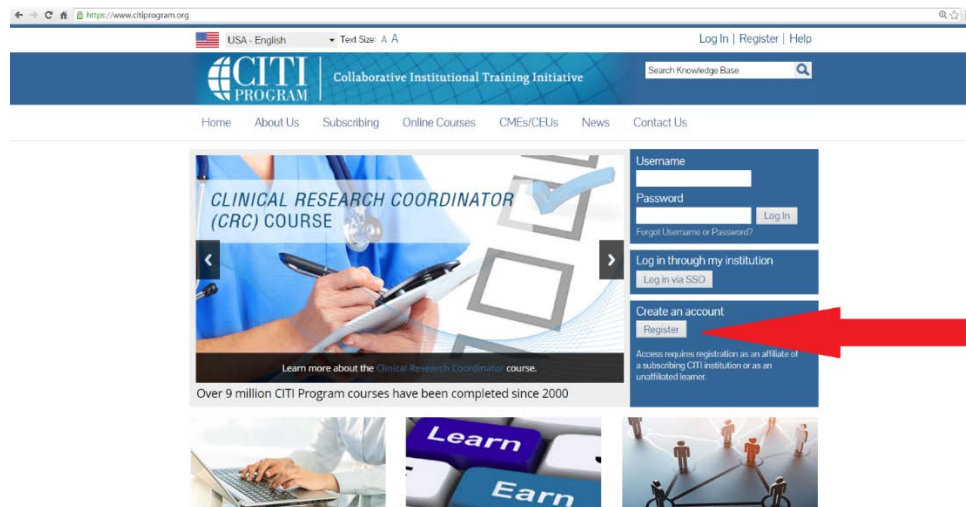 https://www.citiprogram.org
USA - English
Text Size: A A
Log In | Register | Help
CITI PROGRAM
Collaborative Institutional Training Initiative
Search Knowledge Base
Home About Us Subscribing Online Courses CMEs/CEUs News Contact Us
CLINICAL RESEARCH COORDINATOR
(CRC) COURSE
Learn more about the Clinical Research Coordinator course.
Over 9 million CITI Program courses have been completed since 2000
Username
Password
Log In
Forgot Username or Password?
Log in through my institution
Log in via SSO
Create an account
Register
Access requires registration as an affiliate of
a subscribing CITI institution or as an
unaffiliated learner.
Learn
Earn